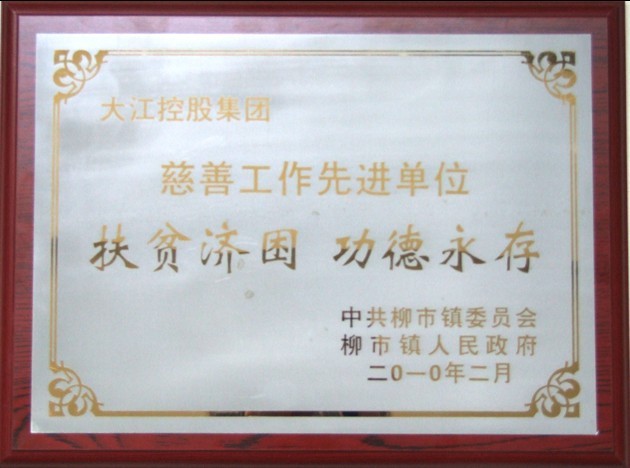 大江控股集团
慈善工作先进单位
扶贫济困 功德永存
中共柳市镇委员会
柳市镇人民政府
二0一0年二月